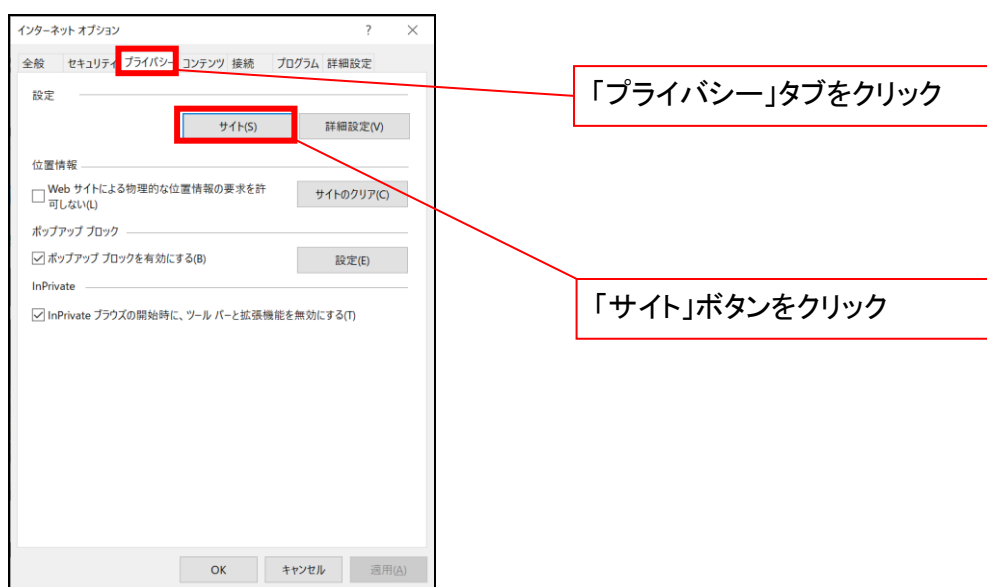 インターネット オプション
?
×
全般 セキュリティ プライバシー コンテンツ 接続 プログラム 詳細設定
「プライバシー」タブをクリック
設定
サイト(S) 詳細設定(V)
位置情報
Web サイトによる物理的な位置情報の要求を許
可しない(L)
サイトのクリア(C)
ポップアップ ブロック
ポップアップ ブロックを有効にする(B)
設定(E)
InPrivate
「サイト」ボタンをクリック
InPrivate ブラウズの開始時に、ツール バーと拡張機能を無効にする(T)
OK キャンセル 適用(A)